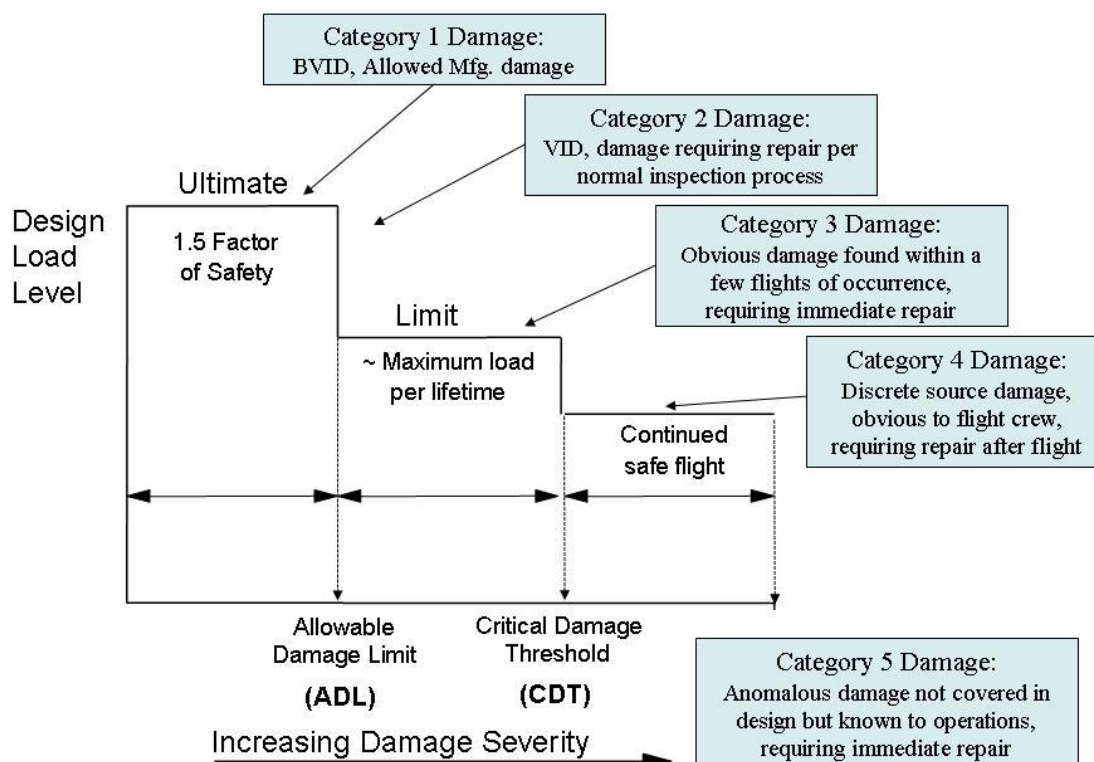 Category 1 Damage:
BVID, Allowed Mfg. damage
Category 2 Damage:
VID, damage requiring repair per
normal inspection process
Ultimate
Design
Load
Level
1.5 Factor
of Safety
Category 3 Damage:
Obvious damage found within a
few flights of occurrence,
requiring immediate repair
Limit
~ Maximum load
per lifetime
Category 4 Damage:
Discrete source damage,
obvious to flight crew,
requiring repair after flight
Continued
safe flight
Allowable
Damage Limit
(ADL)
Critical Damage
Threshold
(CDT)
Category 5 Damage:
Anomalous damage not covered in
design but known to operations,
requiring immediate repair
Increasing Damage Severity